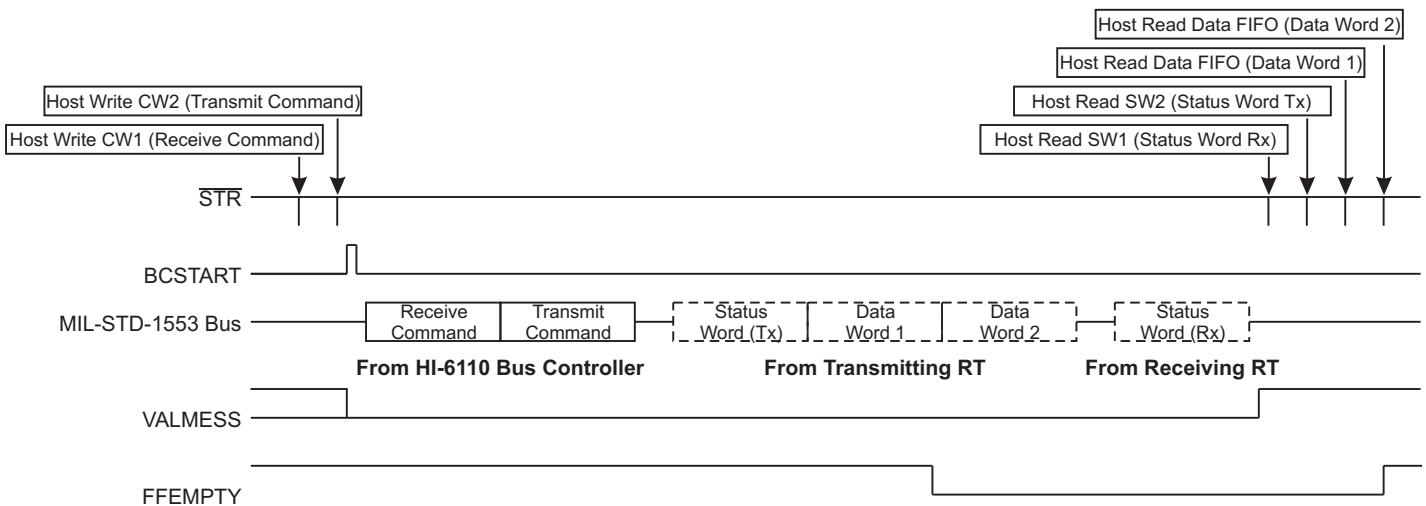 Host Read Data FIFO (Data Word 2)
Host Read Data FIFO (Data Word 1)
Host Write CW2 (Transmit Command)
Host Read SW2 (Status Word Tx)
Host Write CW1 (Receive Command)
Host Read SW1 (Status Word Rx)
STR
BCSTART
MIL-STD-1553 Bus
Receive
Command
Transmit
Command
Status
Word (Tx)
Data
Word 1
Data
Word 2
Status
Word (Rx)
From HI-6110 Bus Controller
From Transmitting RT
From Receiving RT
VALMESS
FFEMPTY